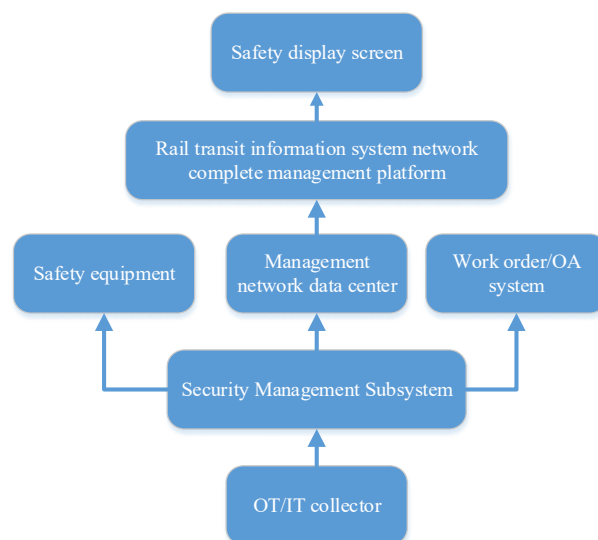 Safety display screen
Rail transit information system network
complete management platform
Safety equipment
Management
network data center
Work order/OA
system
Security Management Subsystem
OT/IT collector